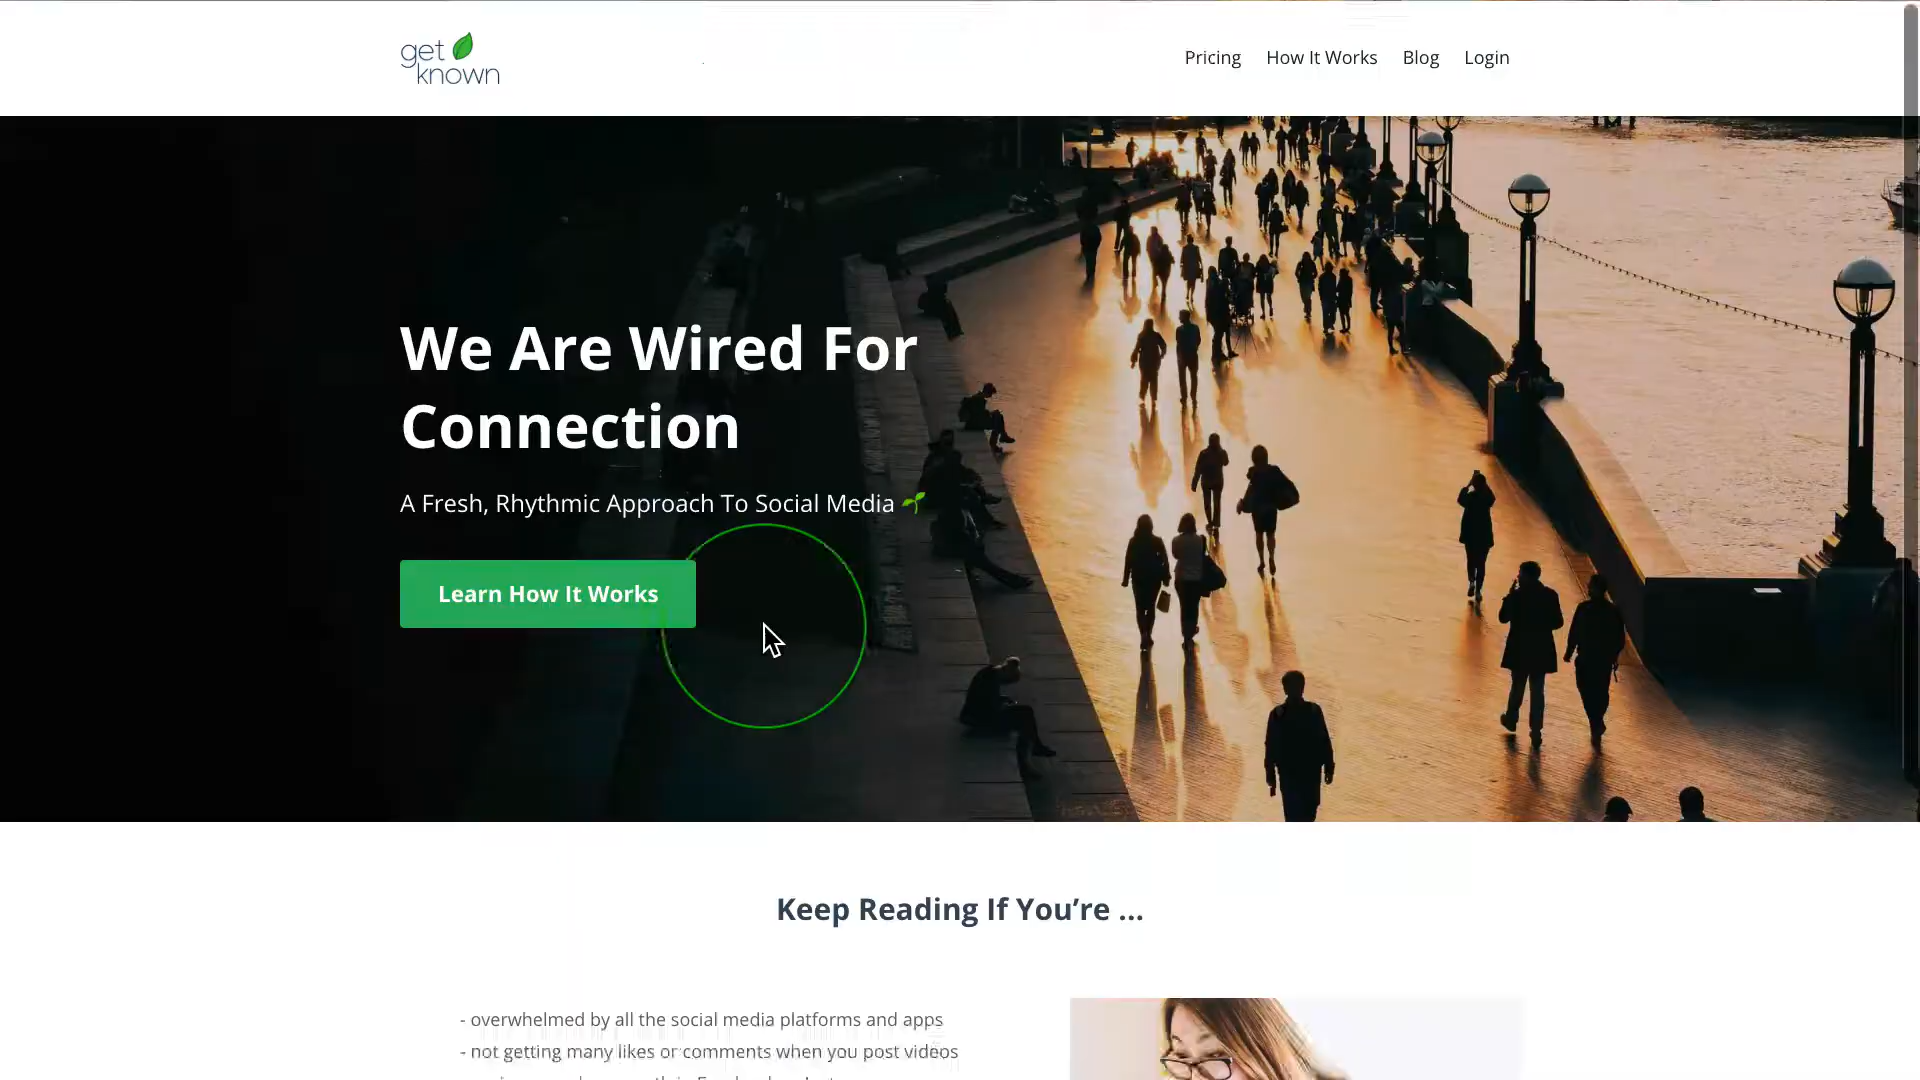 get
known
Pricing How It Works Blog Login
We Are Wired For
Connection
A Fresh, Rhythmic Approach To Social Media
Learn How It Works
Keep Reading If You’re ...
- overwhelmed by all the social media platforms and apps
- not getting many likes or comments when you post videos